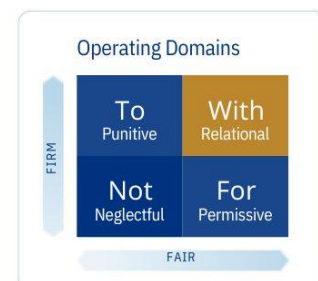 Operating Domains
FIRM
To
Punitive
With
Relational
Not
Neglectful
For
Permissive
FAIR